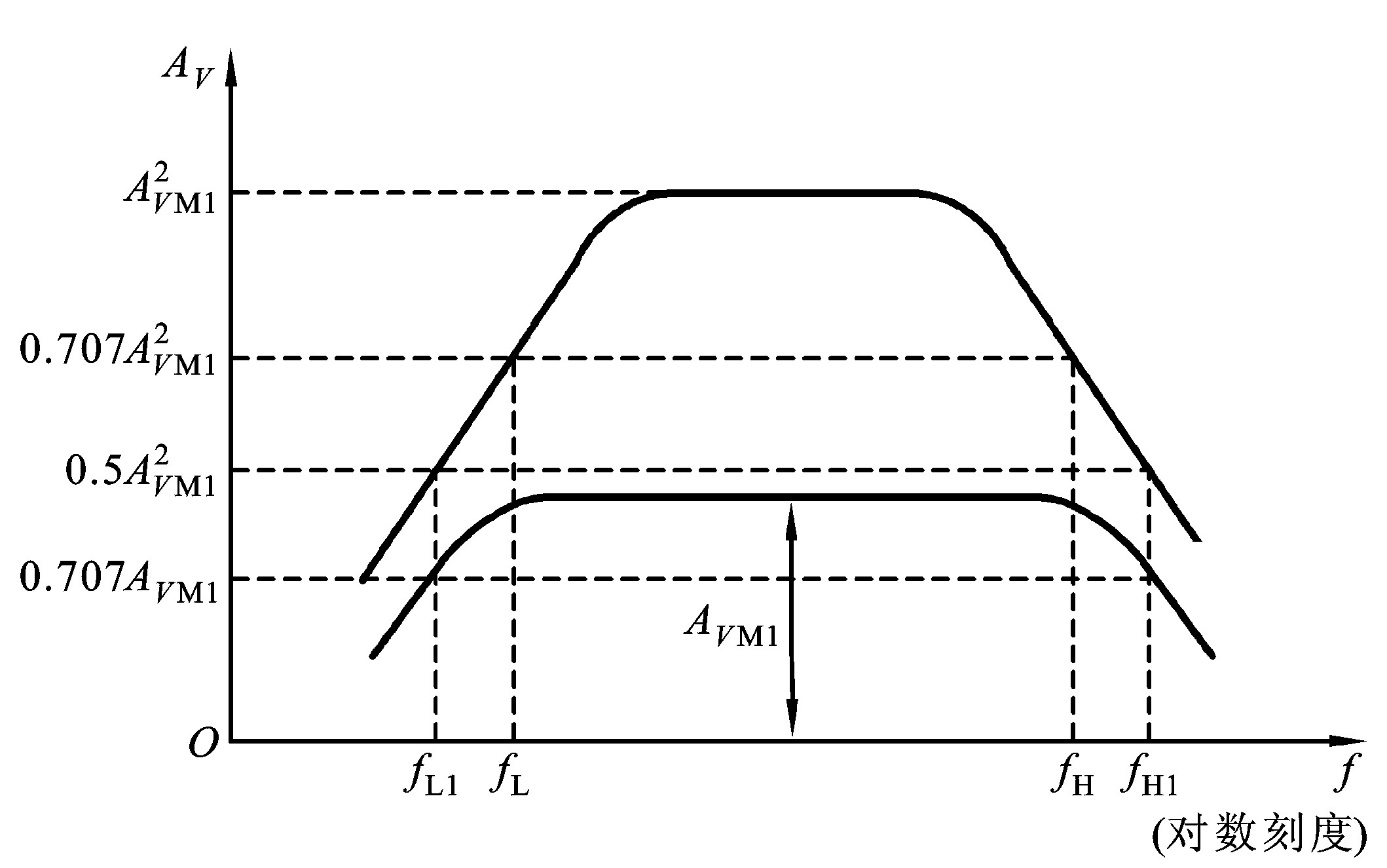 A_V
A²_VM1
0.707A²_VM1
0.5A²_VM1
0.707A_VM1
A_VM1
O
f_L1 f_L f_H f_H1 f
(对数刻度)